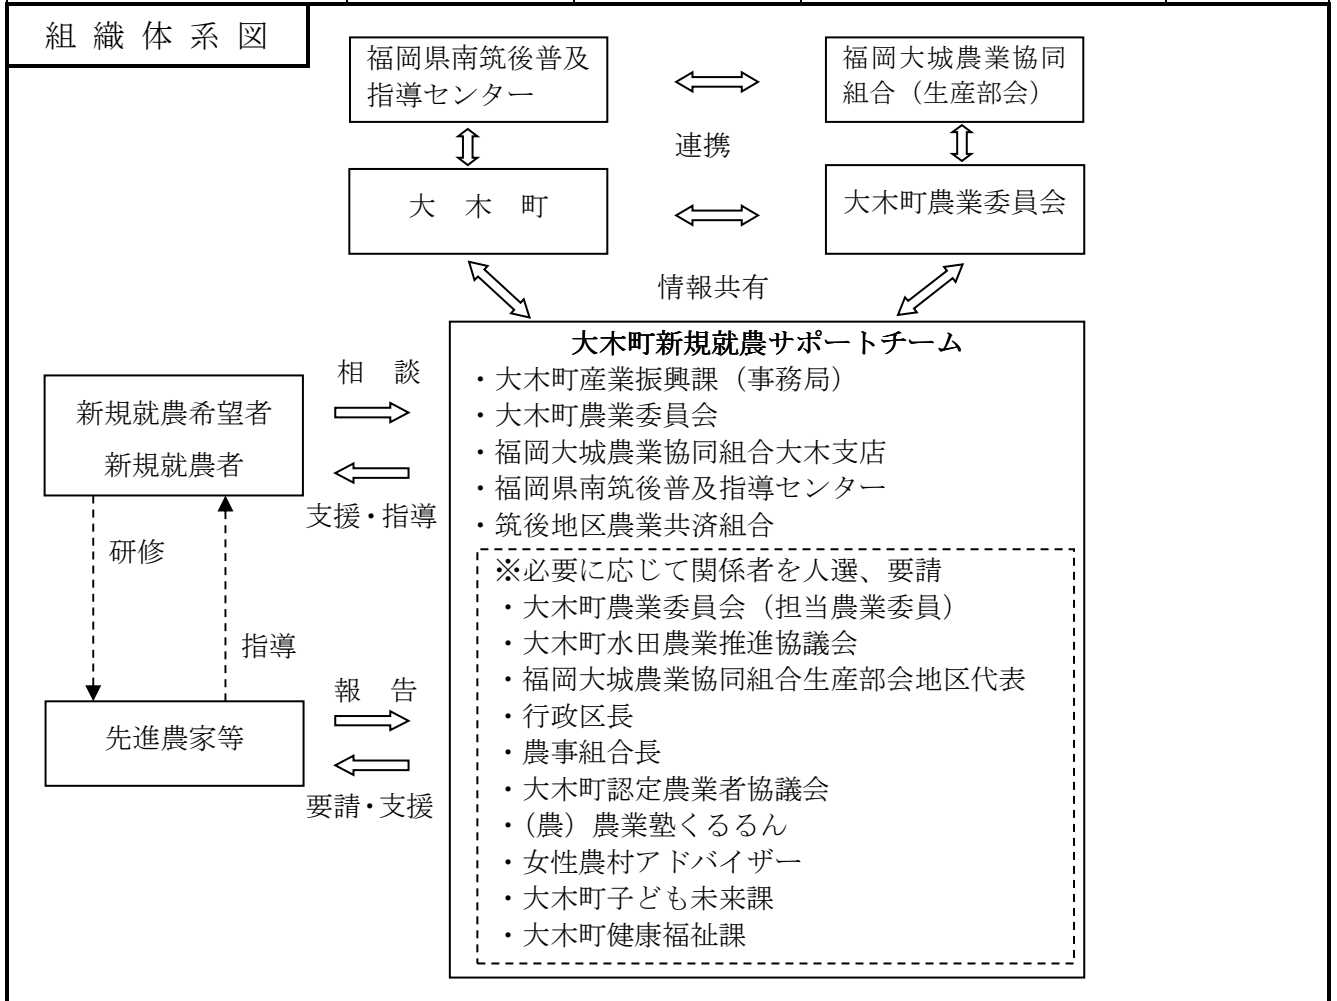 組 織 体 系 図
福岡県南筑後普及
指導センター
福岡大城農業協同
組合（生産部会）
連携
大　木　町
大木町農業委員会
情報共有
大木町新規就農サポートチーム
・大木町産業振興課（事務局）
・大木町農業委員会
・福岡大城農業協同組合大木支店
・福岡県南筑後普及指導センター
・筑後地区農業共済組合
※必要に応じて関係者を人選、要請
・大木町農業委員会（担当農業委員）
・大木町水田農業推進協議会
・福岡大城農業協同組合生産部会地区代表
・行政区長
・農事組合長
・大木町認定農業者協議会
・（農）農業塾くるるん
・女性農村アドバイザー
・大木町子ども未来課
・大木町健康福祉課
相　談
新規就農希望者
新規就農者
支援・指導
研修
指導
報　告
先進農家等
要請・支援